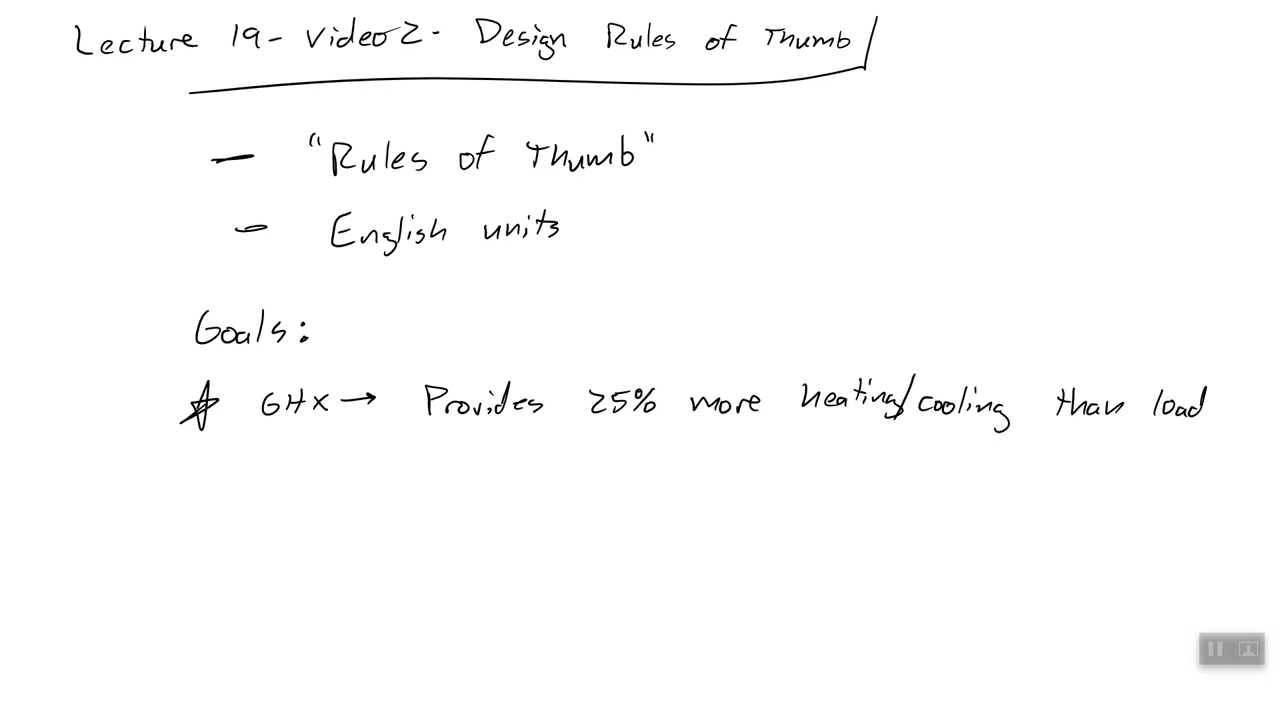 Lecture 19- Video 2- Design Rules of Thumb
— "Rules of Thumb"
- English units
Goals:
GHX → Provides 25% more heating/cooling than load